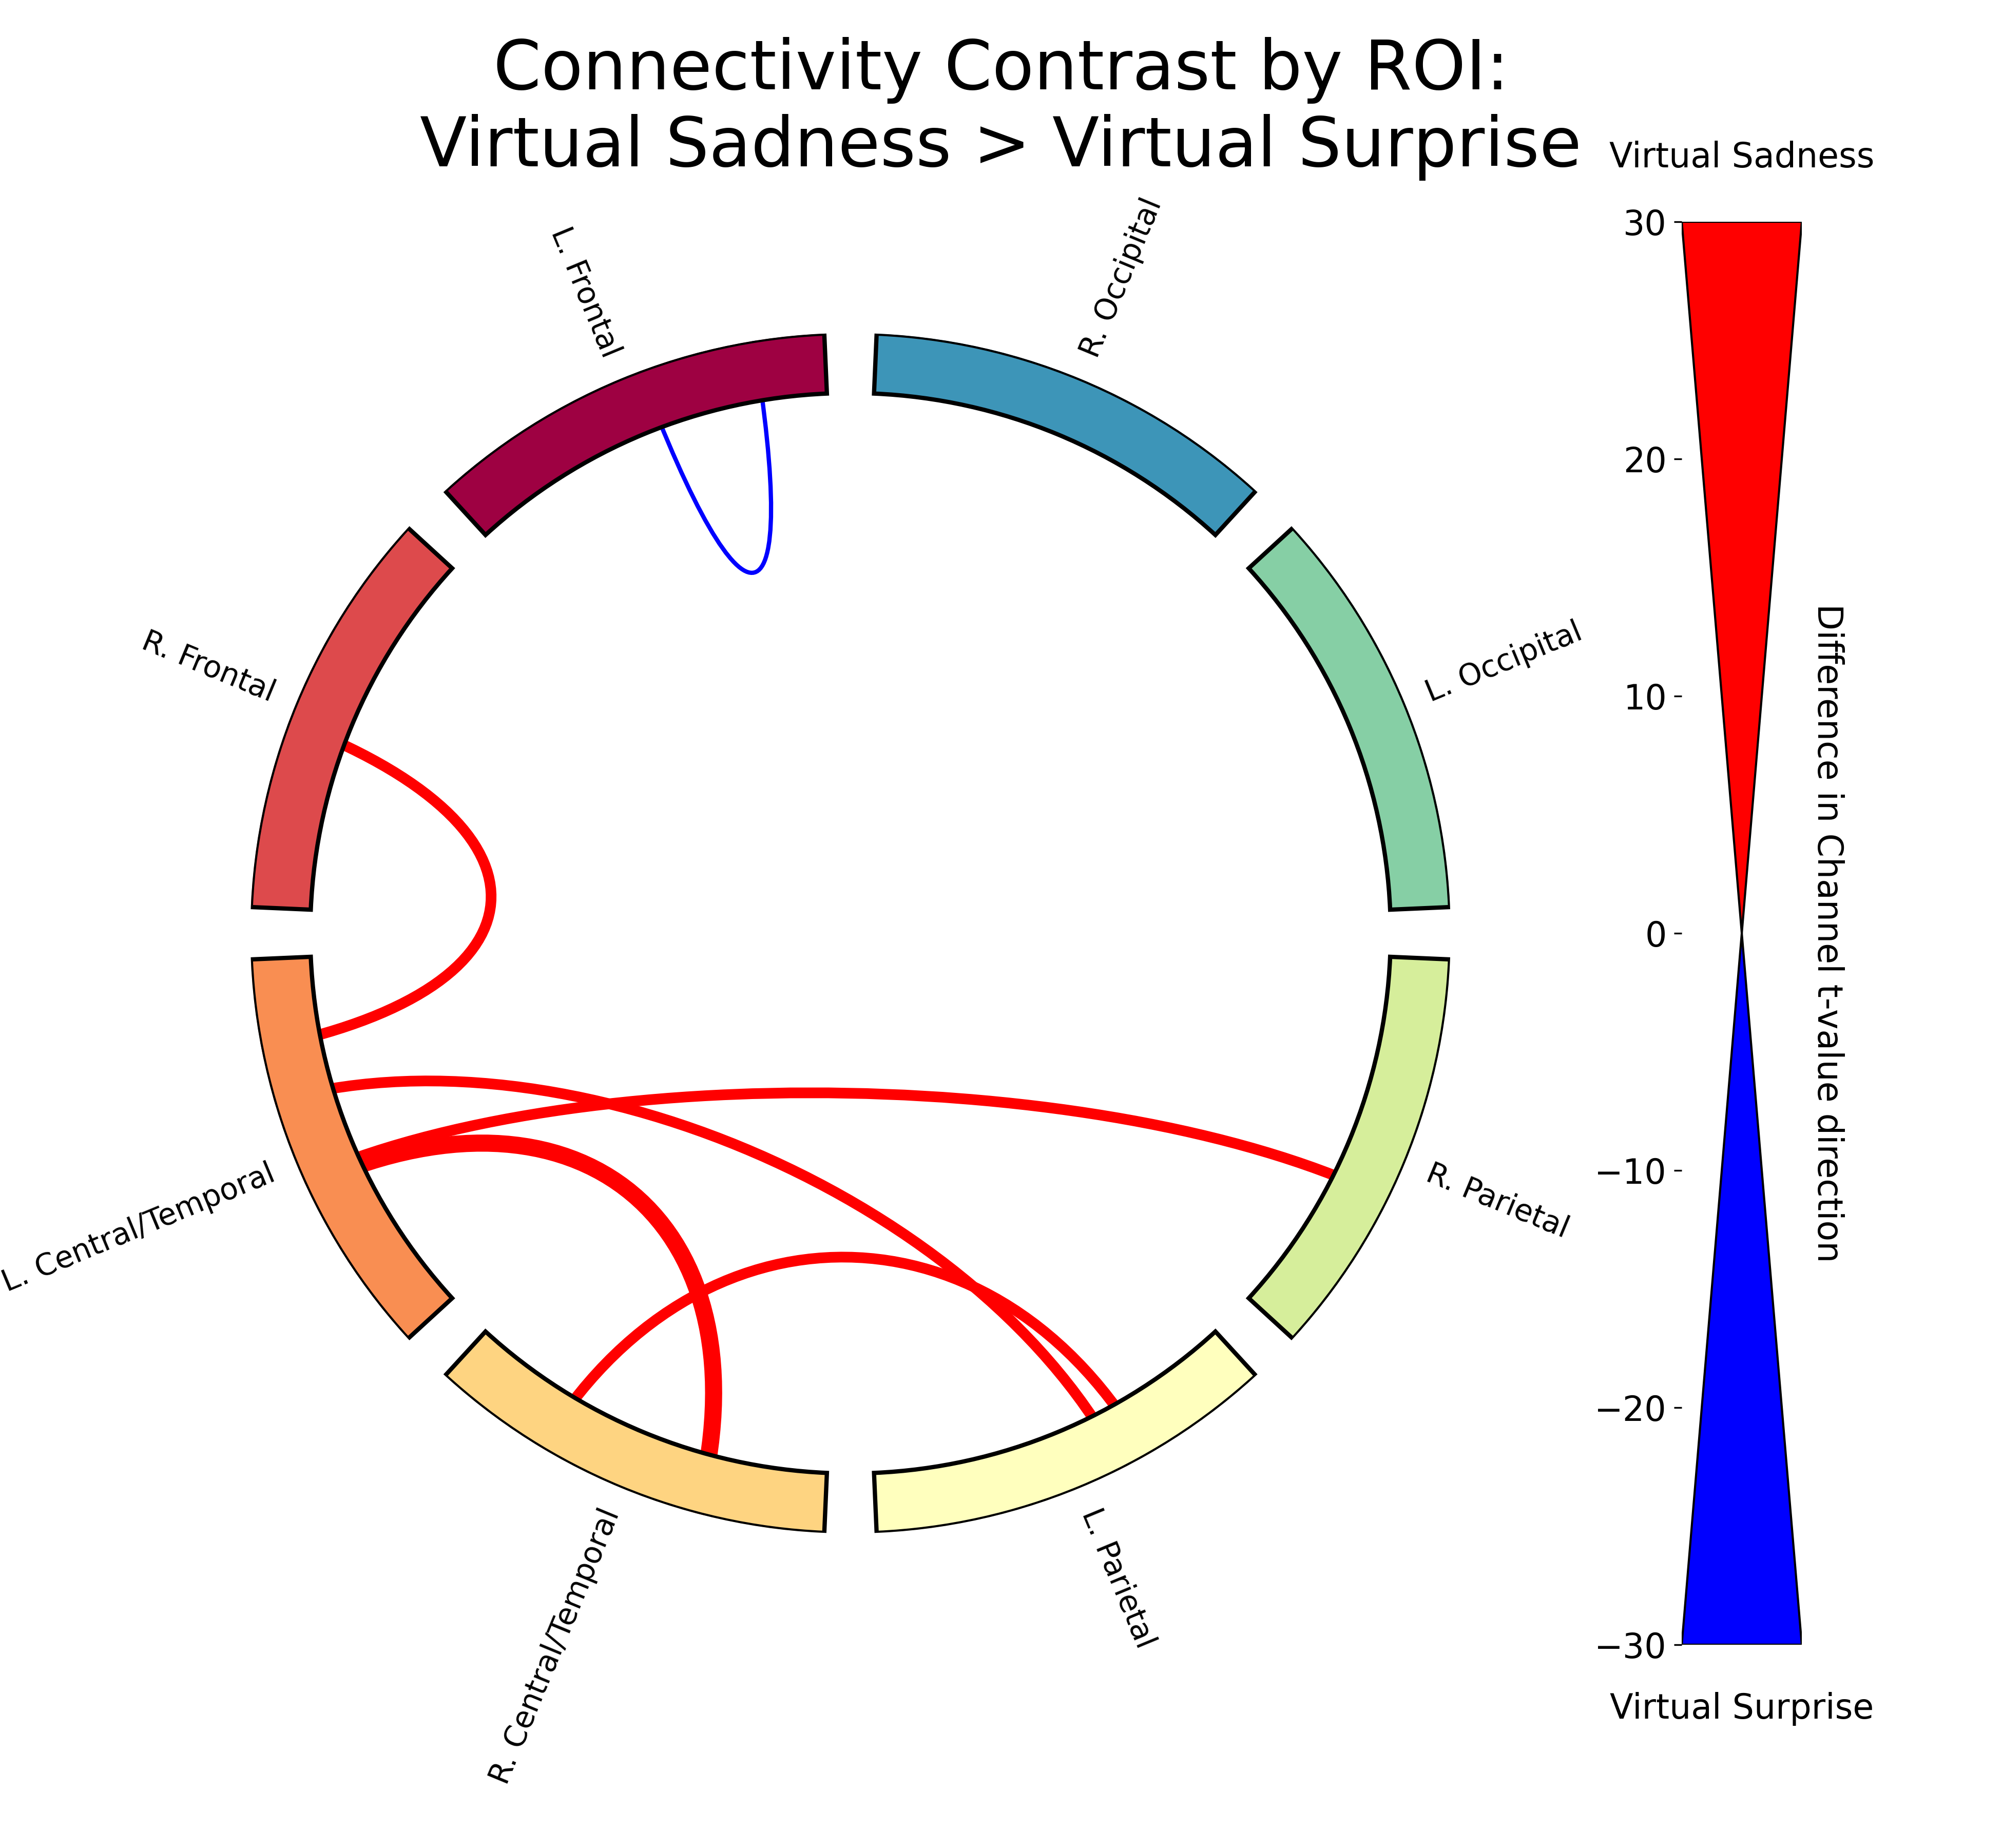 Connectivity Contrast by ROI:
Virtual Sadness > Virtual Surprise
Virtual Sadness
R. Occipital
L. Frontal
30
20
L. Occipital
R. Frontal
10
Difference in Channel t-value direction
0
−10
R. Parietal
L. Central/Temporal
−20
L. Parietal
R. Central/Temporal
−30
Virtual Surprise